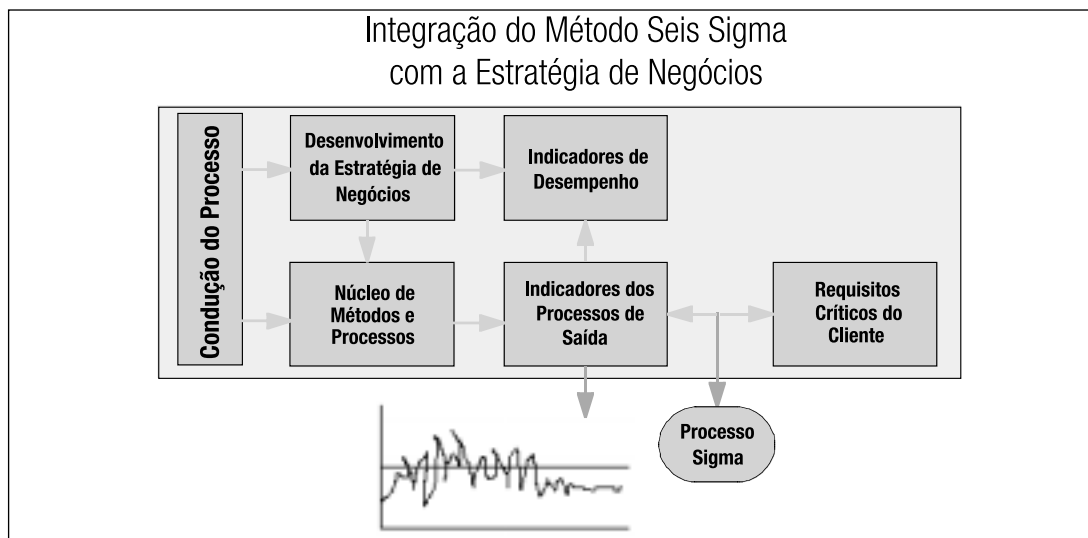 Integração do Método Seis Sigma
com a Estratégia de Negócios
Condução do Processo
Desenvolvimento
da Estratégia de
Negócios
Indicadores de
Desempenho
Núcleo de
Métodos e
Processos
Indicadores dos
Processos de
Saída
Requisitos
Críticos do
Cliente
Processo
Sigma